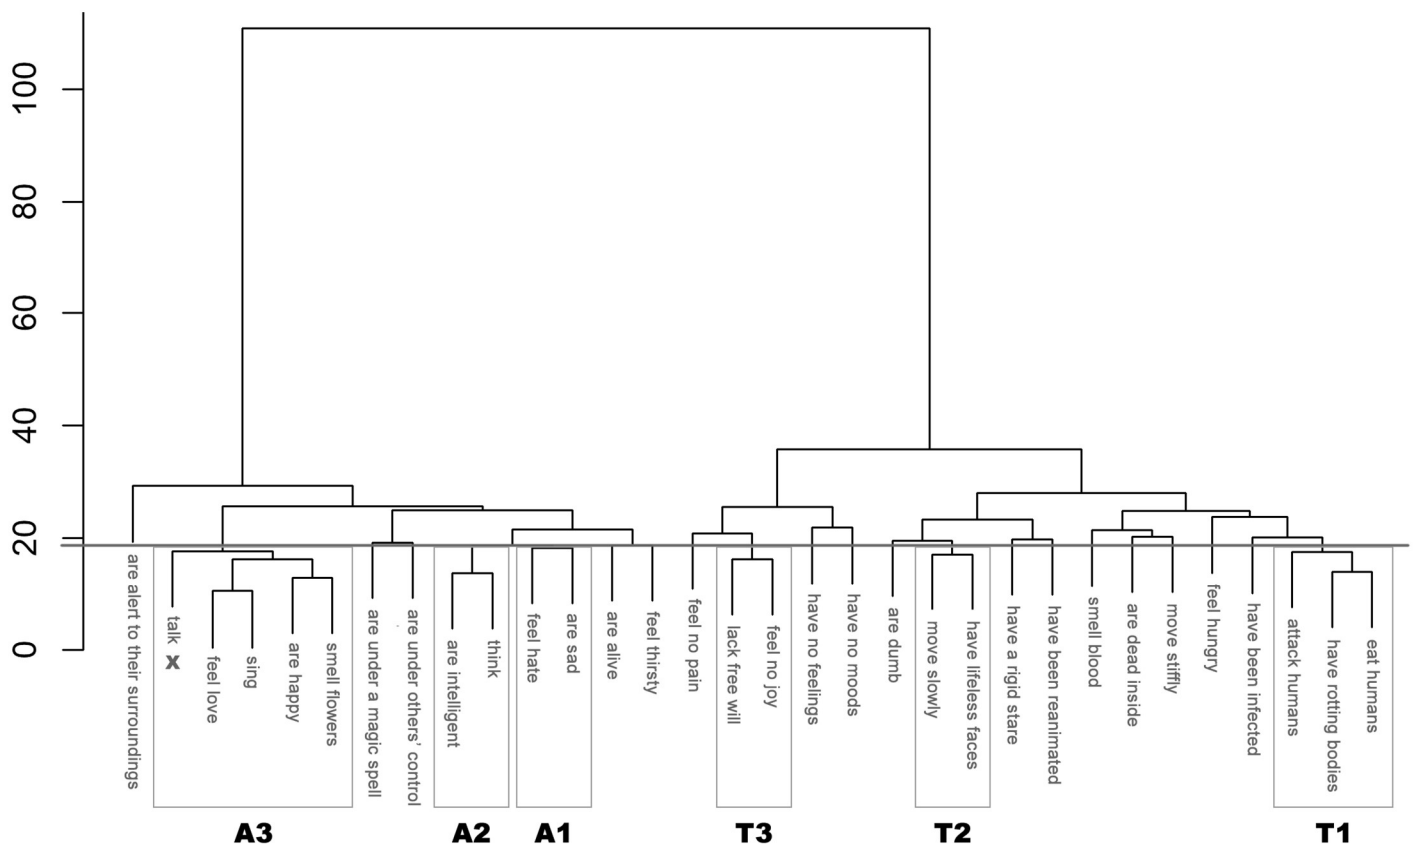 100
80
60
40
20
0
are alert to their surroundings
talk x
feel love
sing
are happy
smell flowers
are under a magic spell
are under others' control
are intelligent
think
feel hate
are sad
are alive
feel thirsty
feel no pain
lack free will
feel no joy
have no feelings
have no moods
are dumb
move slowly
have lifeless faces
have a rigid stare
have been reanimated
smell blood
are dead inside
move stiffly
feel hungry
have been infected
attack humans
have rotting bodies
eat humans
A3
A2
A1
T3
T2
T1